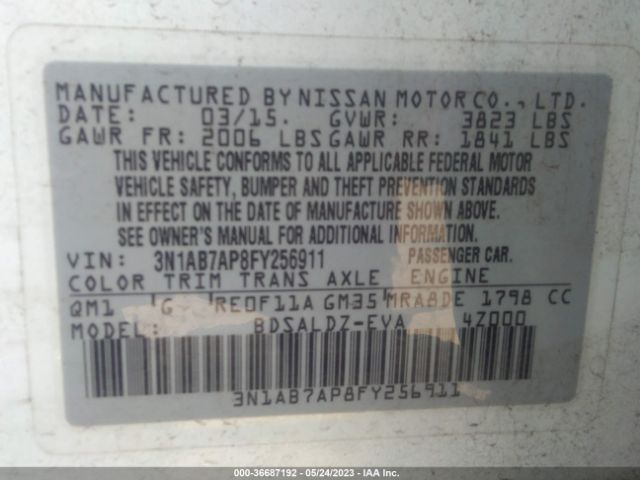 MANUFACTURED BY NISSAN MOTOR CO., LTD.
DATE: 03/15. GVWR: 3823 LBS
GAWR FR: 2006 LBS GAWR RR: 1841 LBS
THIS VEHICLE CONFORMS TO ALL APPLICABLE FEDERAL MOTOR
VEHICLE SAFETY, BUMPER AND THEFT PREVENTION STANDARDS
IN EFFECT ON THE DATE OF MANUFACTURE SHOWN ABOVE.
SEE OWNER'S MANUAL FOR ADDITIONAL INFORMATION.
VIN: 3N1AB7AP8FY256911 PASSENGER CAR.
COLOR TRIM TRANS AXLE ENGINE
QM1 'G 'RE0F11A GM35'MRA8DE 1798 CC
MODEL: BDSALDZ-EVA 4Z000
3N1AB7AP8FY256911
000-36687192 - 05/24/2023 - IAA Inc.